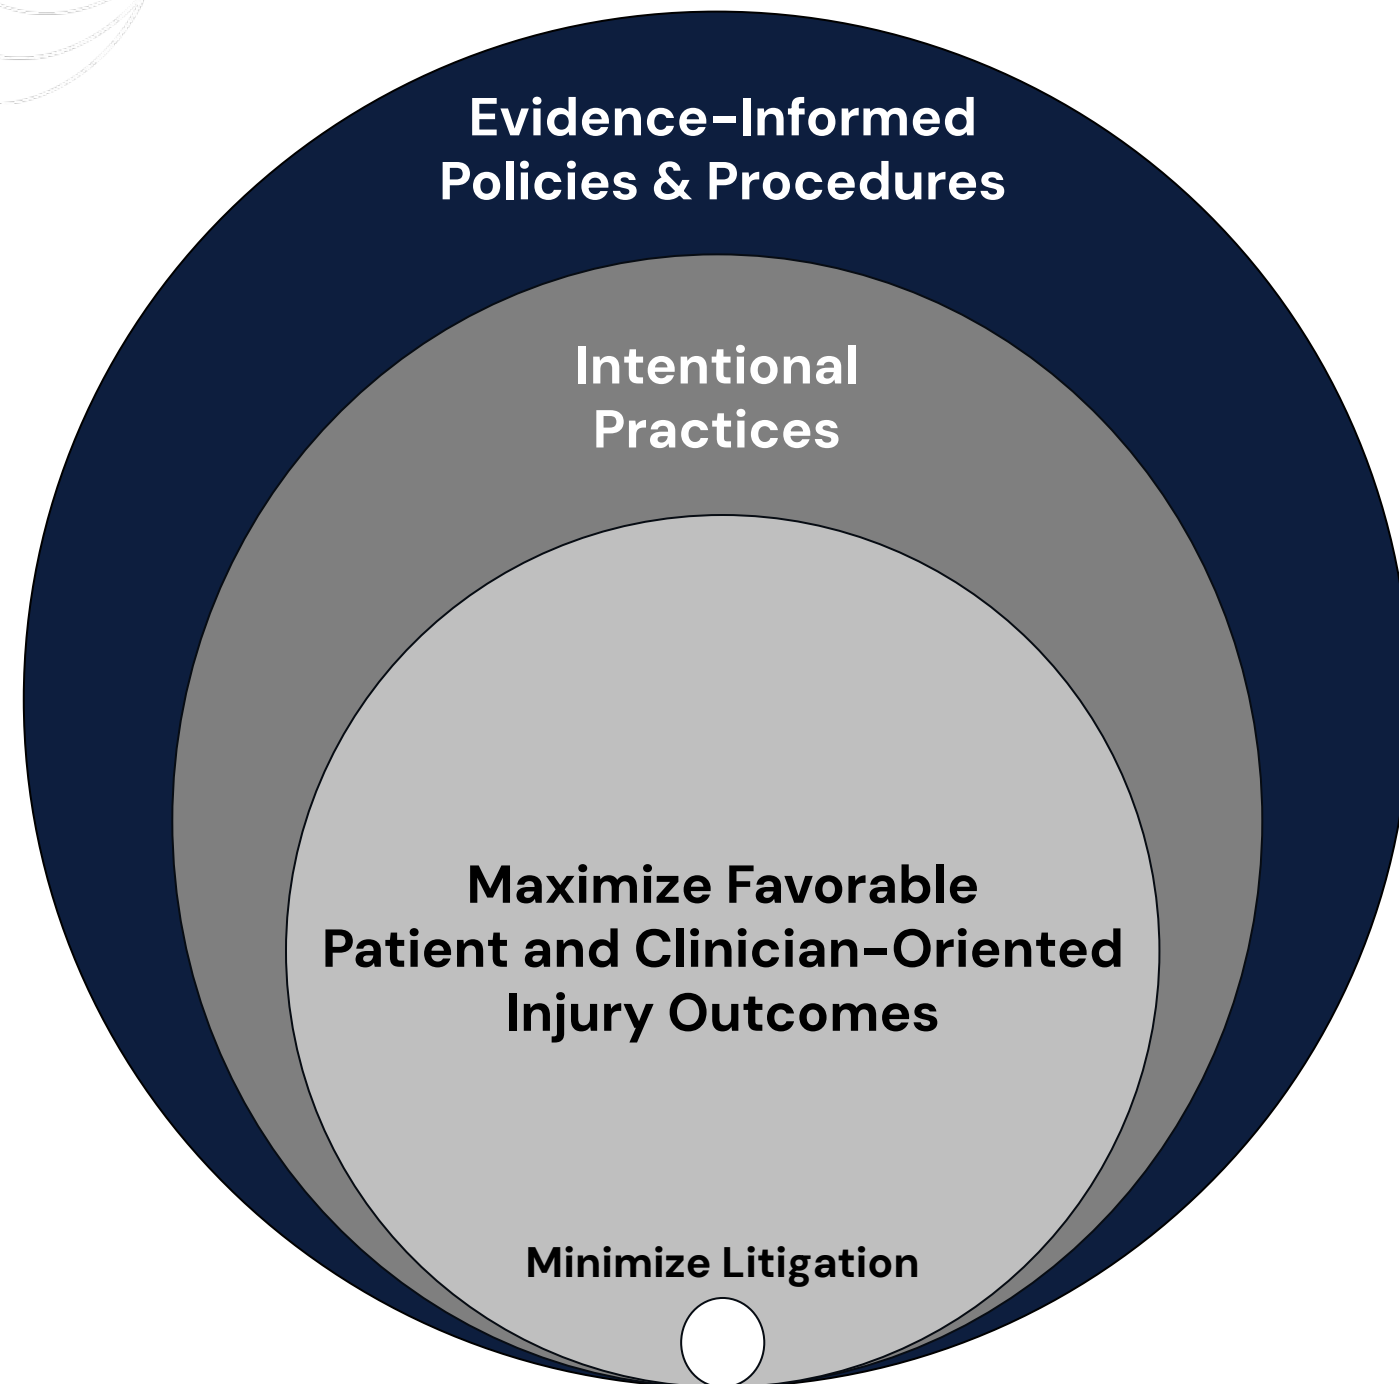 Evidence-Informed
Policies & Procedures
Intentional
Practices
Maximize Favorable
Patient and Clinician-Oriented
Injury Outcomes
Minimize Litigation